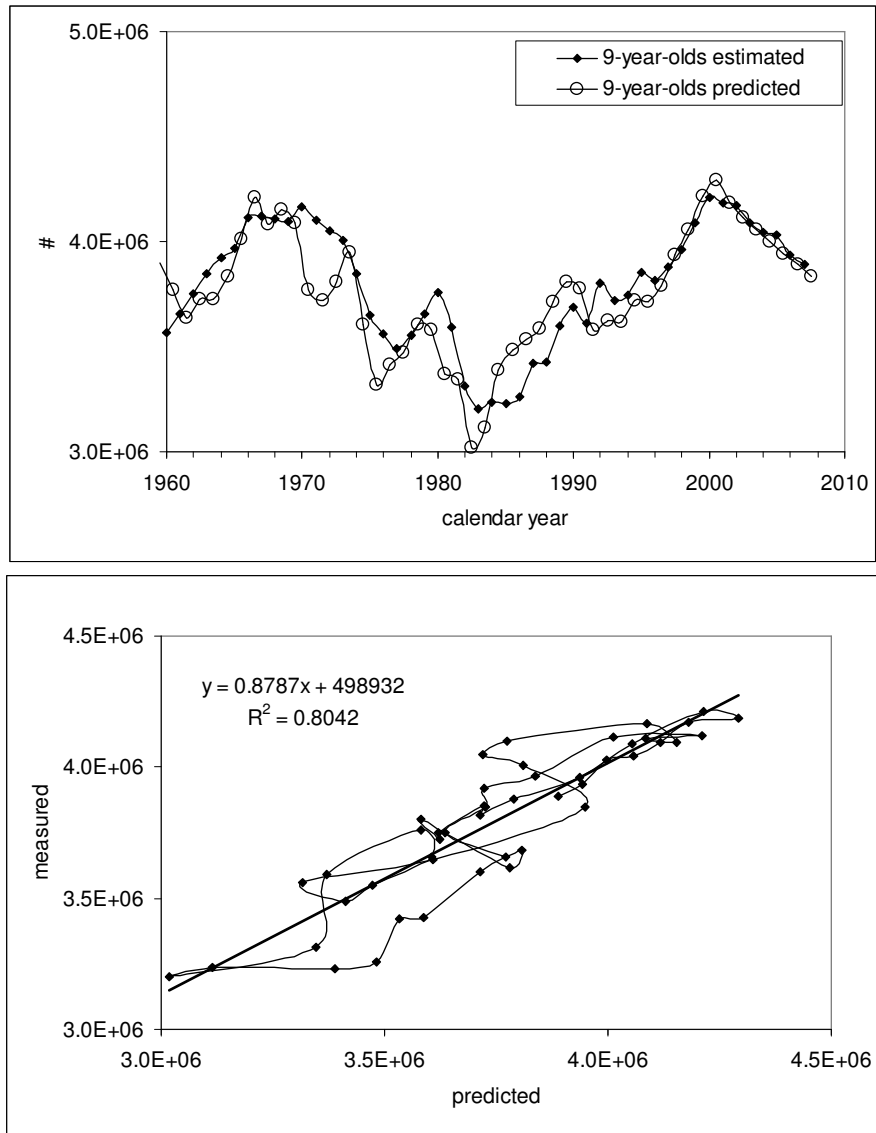 5.0E+06
9-year-olds estimated
9-year-olds predicted
#
4.0E+06
3.0E+06
1960 1970 1980 1990 2000 2010
calendar year
4.5E+06
y = 0.8787x + 498932
R² = 0.8042
4.0E+06
measured
3.5E+06
3.0E+06
3.0E+06 3.5E+06 4.0E+06 4.5E+06
predicted